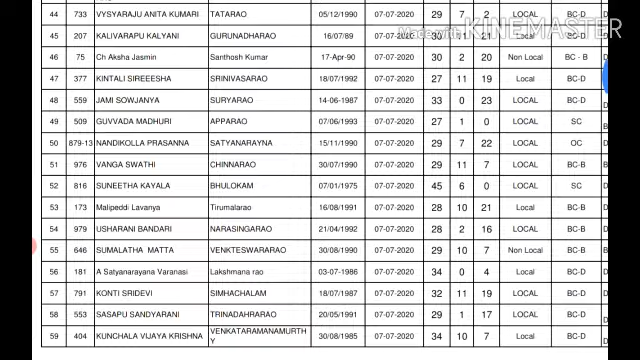 44 733 VYSYARAJU ANITA KUMARI TATARAO 05/12/1990 07-07-2020 29 7 2 LOCAL BC-D
45 207 KALIVARAPU KALYANI GURUNADHARAO 16/07/89 07-07-2020 30 11 21 LOCAL BC-D
Made with KINEMASTER
46 75 Ch Aksha Jasmin Santhosh Kumar 17-Apr-90 07-07-2020 30 2 20 Non Local BC - B
47 377 KINTALI SIREEESHA SRINIVASARAO 18/07/1992 07-07-2020 27 11 19 Local BC-D
48 559 JAMI SOWJANYA SURYARAO 14-06-1987 07-07-2020 33 0 23 LOCAL BC-D D
49 509 GUVVADA MADHURI APPARAO 07/06/1993 07-07-2020 27 1 0 LOCAL SC B
50 879-13 NANDIKOLLA PRASANNA SATYANARAYNA 15/11/1990 07-07-2020 29 7 22 LOCAL OC D
51 976 VANGA SWATHI CHINNARAO 30/07/1990 07-07-2020 29 11 7 LOCAL BC-B B
52 816 SUNEETHA KAYALA BHULOKAM 07/01/1975 07-07-2020 45 6 0 LOCAL SC D
53 173 Malipeddi Lavanya Tirumalarao 16/08/1991 07-07-2020 28 10 21 Local BC-B D
54 979 USHARANI BANDARI NARASINGARAO 21/04/1992 07-07-2020 28 2 16 LOCAL BC-D B
55 646 SUMALATHA MATTA VENKTESWARARAO 30/08/1990 07-07-2020 29 10 7 Non Local BC-B B
56 181 A Satyanarayana Varanasi Lakshmana rao 03-07-1986 07-07-2020 34 0 4 Local BC-D D
57 791 KONTI SRIDEVI SIMHACHALAM 18/07/1987 07-07-2020 32 11 19 LOCAL BC-D D
58 553 SASAPU SANDYARANI TRINADAHRARAO 20/05/1991 07-07-2020 29 1 17 LOCAL BC-D D
59 404 KUNCHALA VIJAYA KRISHNA VENKATARAMANAMURTHY 30/08/1985 07-07-2020 34 10 7 Local BC-D D